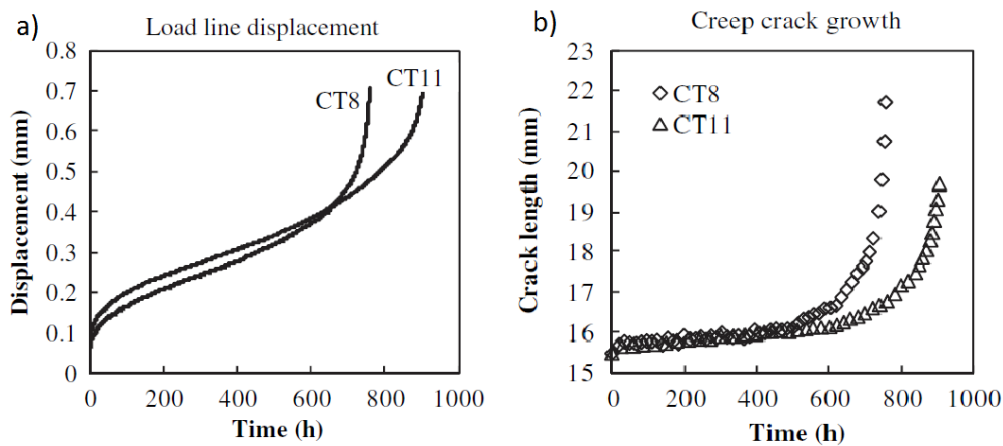 a)
Load line displacement
0.8
0.7
0.6
0.5
0.4
0.3
0.2
0.1
0
Displacement (mm)
CT8
CT11
0 200 400 600 800 1000
Time (h)
b)
Creep crack growth
23
22
21
20
19
18
17
16
15
Crack length (mm)
CT8
CT11
0 200 400 600 800 1000
Time (h)